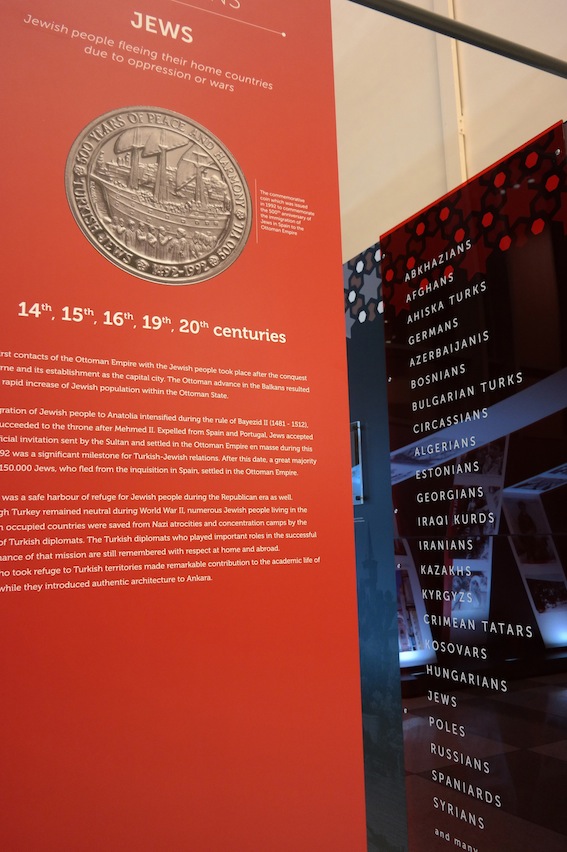 JEWS
Jewish people fleeing their home countries
due to oppression or wars
500 YEARS OF PEACE AND HARMONY
TURKISH JEWS
1492-1992
The commemorative
coin which was issued
in 1992 to commemorate
the 500th anniversary of
the immigration of
Jews in Spain to the
Ottoman Empire
14th, 15th, 16th, 19th, 20th centuries
contacts of the Ottoman Empire with the Jewish people took place after the conquest
and its establishment as the capital city. The Ottoman advance in the Balkans resulted
rapid increase of Jewish population within the Ottoman State.
of Jewish people to Anatolia intensified during the rule of Bayezid II (1481 - 1512),
succeeded to the throne after Mehmed II. Expelled from Spain and Portugal, Jews accepted
invitation sent by the Sultan and settled in the Ottoman Empire en masse during this
was a significant milestone for Turkish-Jewish relations. After this date, a great majority
150.000 Jews, who fled from the inquisition in Spain, settled in the Ottoman Empire.
was a safe harbour of refuge for Jewish people during the Republican era as well.
Turkey remained neutral during World War II, numerous Jewish people living in the
occupied countries were saved from Nazi atrocities and concentration camps by the
of Turkish diplomats. The Turkish diplomats who played important roles in the successful
of that mission are still remembered with respect at home and abroad.
took refuge to Turkish territories made remarkable contribution to the academic life of
while they introduced authentic architecture to Ankara.
ABKHAZIANS
AFGHANS
AHISKA TURKS
GERMANS
AZERBAIJANIS
BOSNIANS
BULGARIAN TURKS
CIRCASSIANS
ALGERIANS
ESTONIANS
GEORGIANS
IRAQI KURDS
IRANIANS
KAZAKHS
KYRGYZS
CRIMEAN TATARS
KOSOVARS
HUNGARIANS
JEWS
POLES
RUSSIANS
SPANIARDS
SYRIANS
and many